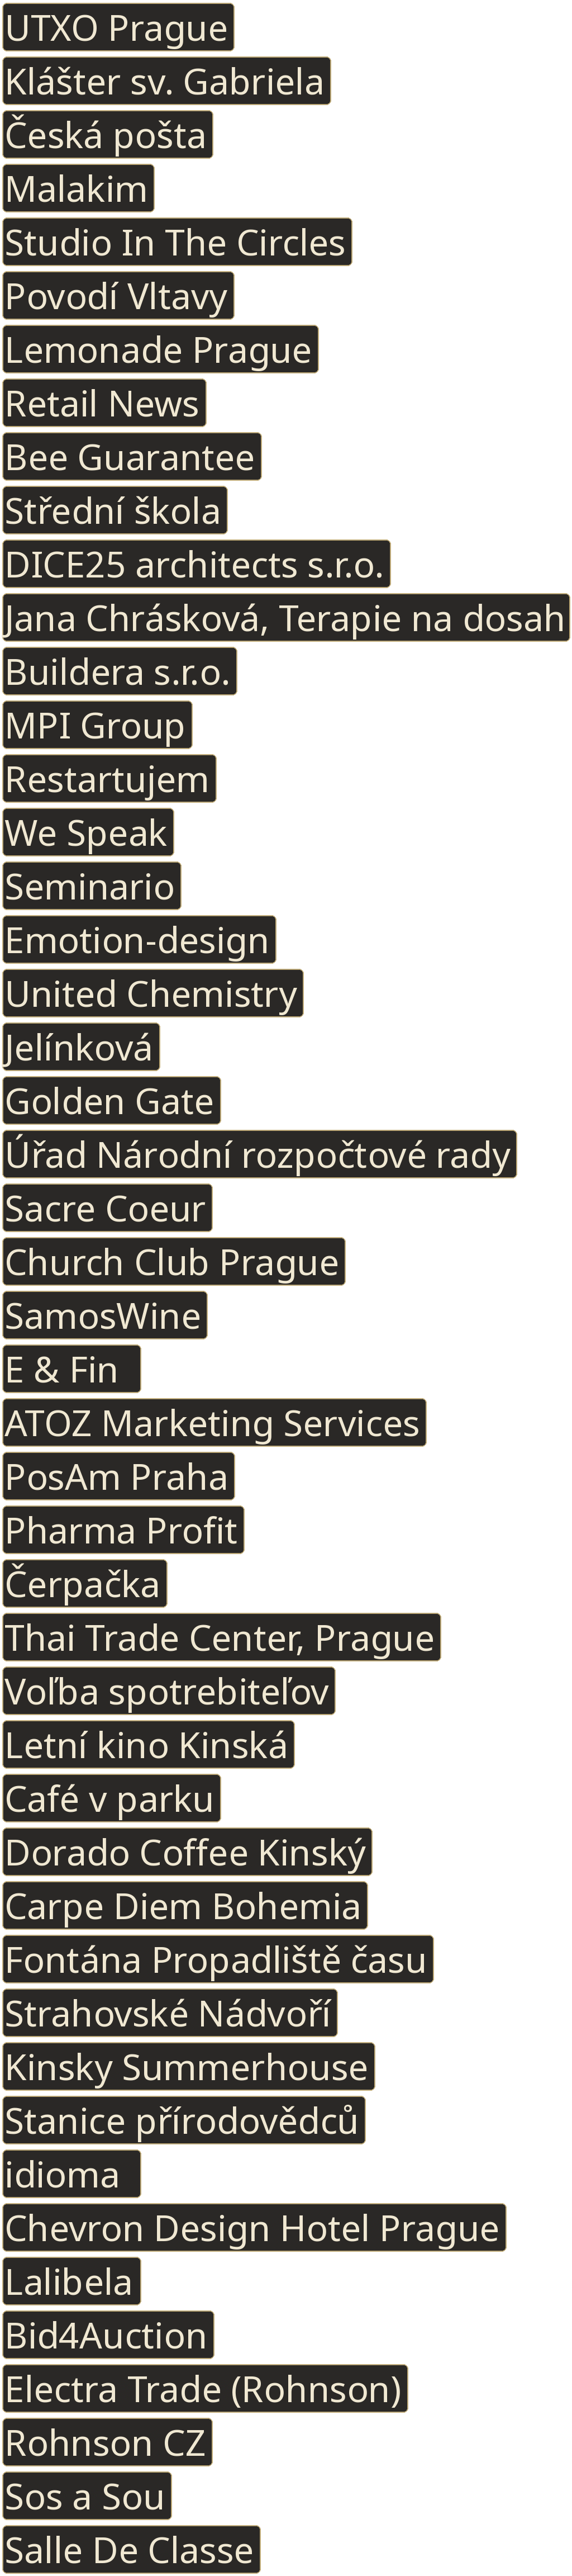 UTXO Prague
Klášter sv. Gabriela
Česká pošta
Malakim
Studio In The Circles
Povodí Vltavy
Lemonade Prague
Retail News
Bee Guarantee
Střední škola
DICE25 architects s.r.o.
Jana Chrásková, Terapie na dosah
Buildera s.r.o.
MPI Group
Restartujem
We Speak
Seminario
Emotion-design
United Chemistry
Jelínková
Golden Gate
Úřad Národní rozpočtové rady
Sacre Coeur
Church Club Prague
SamosWine
E & Fin
ATOZ Marketing Services
PosAm Praha
Pharma Profit
Čerpačka
Thai Trade Center, Prague
Voľba spotrebiteľov
Letní kino Kinská
Café v parku
Dorado Coffee Kinský
Carpe Diem Bohemia
Fontána Propadliště času
Strahovské Nádvoří
Kinsky Summerhouse
Stanice přírodovědců
idioma
Chevron Design Hotel Prague
Lalibela
Bid4Auction
Electra Trade (Rohnson)
Rohnson CZ
Sos a Sou
Salle De Classe